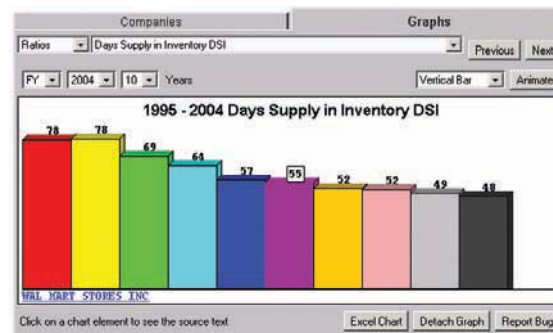 Companies Graphs
Ratios Days Supply in Inventory DSI Previous Next
FY 2004 10 Years Vertical Bar Animate
1995 - 2004 Days Supply in Inventory DSI
78 78 69 64 57 55 52 52 49 48
WAL MART STORES INC
Click on a chart element to see the source text Excel Chart Detach Graph Report Bug